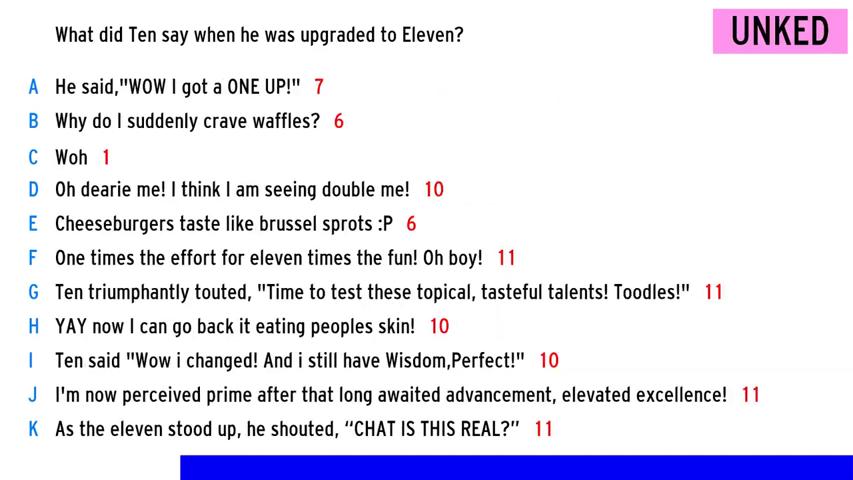 What did Ten say when he was upgraded to Eleven?
UNKED
A He said,"WOW I got a ONE UP!" 7
B Why do I suddenly crave waffles? 6
C Woh 1
D Oh dearie me! I think I am seeing double me! 10
E Cheeseburgers taste like brussel sprots :P 6
F One times the effort for eleven times the fun! Oh boy! 11
G Ten triumphantly touted, "Time to test these topical, tasteful talents! Toodles!" 11
H YAY now I can go back it eating peoples skin! 10
I Ten said "Wow i changed! And i still have Wisdom,Perfect!" 10
J I'm now perceived prime after that long awaited advancement, elevated excellence! 11
K As the eleven stood up, he shouted, “CHAT IS THIS REAL?” 11